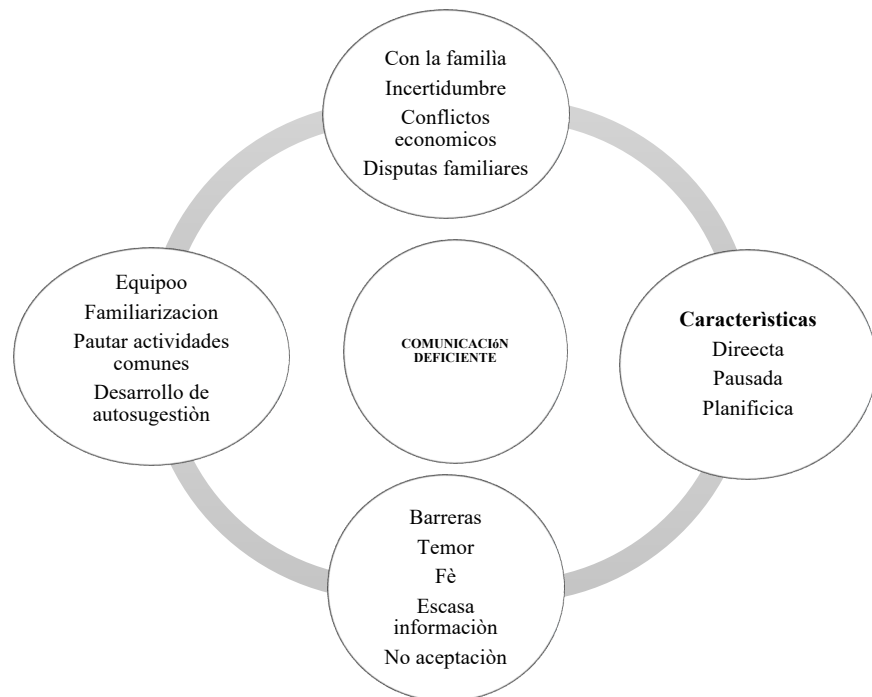 Con la familìa
Incertidumbre
Conflictos
economicos
Disputas familiares
Equipoo
Familiarizacion
Pautar actividades
comunes
Desarrollo de
autosugestiòn
COMUNICACIóN
DEFICIENTE
Caracterìsticas
Direecta
Pausada
Planificica
Barreras
Temor
Fè
Escasa
informaciòn
No aceptaciòn